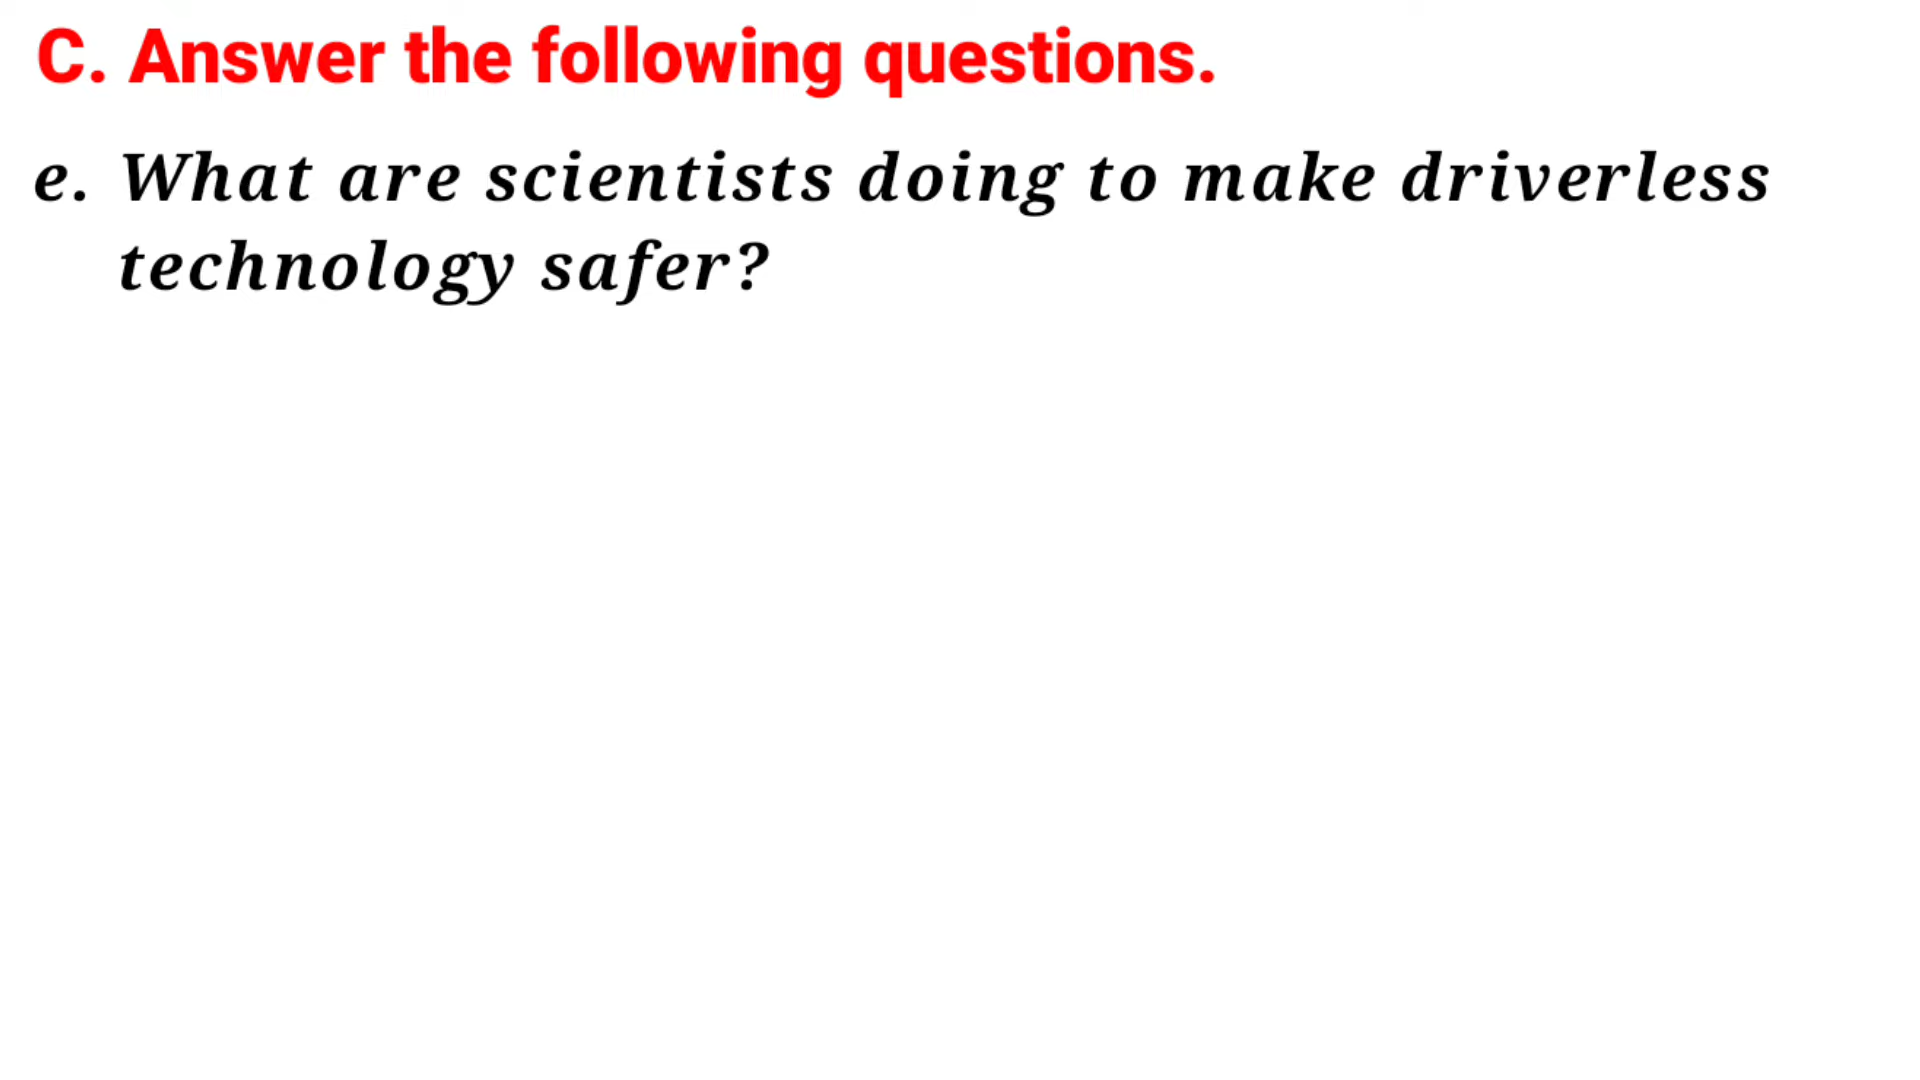 C. Answer the following questions.
e. What are scientists doing to make driverless
technology safer?